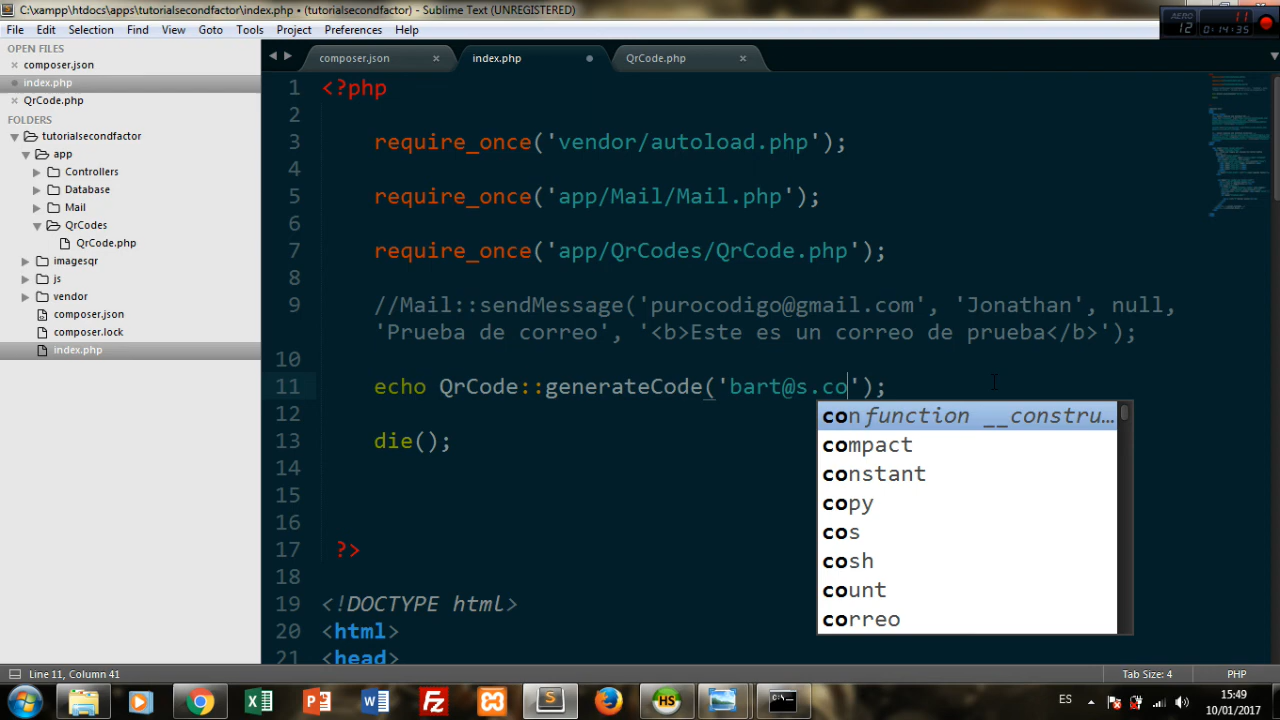 C:\xampp\htdocs\apps\tutorialsecondfactor\index.php • (tutorialsecondfactor) - Sublime Text (UNREGISTERED)
AERO 12 11 0:14:35
File Edit Selection Find View Goto Tools Project Preferences Help
OPEN FILES
composer.json
index.php
QrCode.php
FOLDERS
tutorialsecondfactor
app
Controllers
Database
Mail
QrCodes
QrCode.php
imagesqr
js
vendor
composer.json
composer.lock
index.php
composer.json index.php QrCode.php
1 <?php
2
3 require_once('vendor/autoload.php');
4
5 require_once('app/Mail/Mail.php');
6
7 require_once('app/QrCodes/QrCode.php');
8
9 //Mail::sendMessage('purocodigo@gmail.com', 'Jonathan', null,
'Prueba de correo', '<b>Este es un correo de prueba</b>');
10
11 echo QrCode::generateCode('bart@s.co');
12
13 die();
14
15
16
17 ?>
18
19 <!DOCTYPE html>
20 <html>
21 <head>
confunction __constru...
compact
constant
copy
cos
cosh
count
correo
Line 11, Column 41 Tab Size: 4 PHP
ES 15:49
10/01/2017